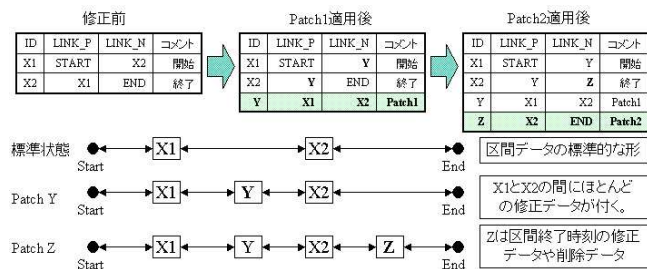 修正前
Patch1適用後
Patch2適用後
ID LINK_P LINK_N コメント
X1 START X2 開始
X2 X1 END 終了
ID LINK_P LINK_N コメント
X1 START Y 開始
X2 Y END 終了
Y X1 X2 Patch1
ID LINK_P LINK_N コメント
X1 START Y 開始
X2 Y Z 終了
Y X1 X2 Patch1
Z X2 END Patch2
標準状態 X1 X2
Start End
区間データの標準的な形
Patch Y X1 Y X2
Start End
X1とX2の間にほとんど
の修正データが付く。
Patch Z X1 Y X2 Z
Start End
Zは区間終了時刻の修正
データや削除データ